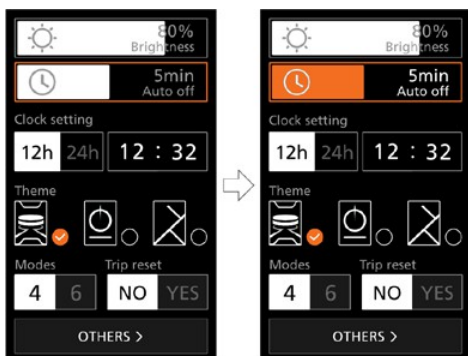 80%
Brightness
5min
Auto off
Clock setting
12h 24h 12 : 32
Theme
Modes Trip reset
4 6 NO YES
OTHERS >
80%
Brightness
5min
Auto off
Clock setting
12h 24h 12 : 32
Theme
Modes Trip reset
4 6 NO YES
OTHERS >